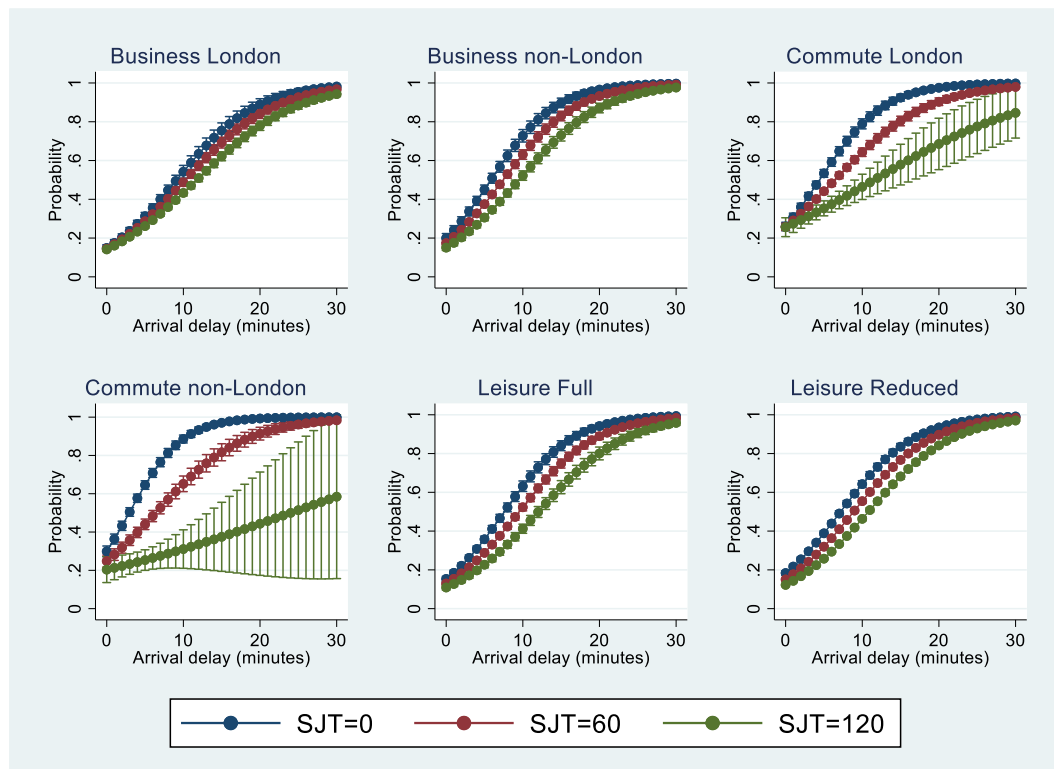 Business London
Business non-London
Commute London
Probability
0 .2 .4 .6 .8 1
0 10 20 30
Arrival delay (minutes)
Probability
0 .2 .4 .6 .8 1
0 10 20 30
Arrival delay (minutes)
Probability
0 .2 .4 .6 .8 1
0 10 20 30
Arrival delay (minutes)
Commute non-London
Leisure Full
Leisure Reduced
Probability
0 .2 .4 .6 .8 1
0 10 20 30
Arrival delay (minutes)
Probability
0 .2 .4 .6 .8 1
0 10 20 30
Arrival delay (minutes)
Probability
0 .2 .4 .6 .8 1
0 10 20 30
Arrival delay (minutes)
SJT=0 SJT=60 SJT=120